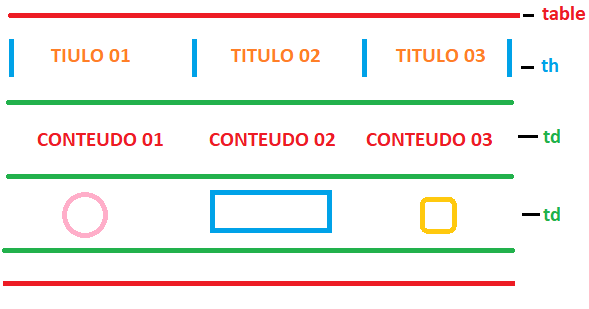 table
TIULO 01 TITULO 02 TITULO 03 th
CONTEUDO 01 CONTEUDO 02 CONTEUDO 03 td
td